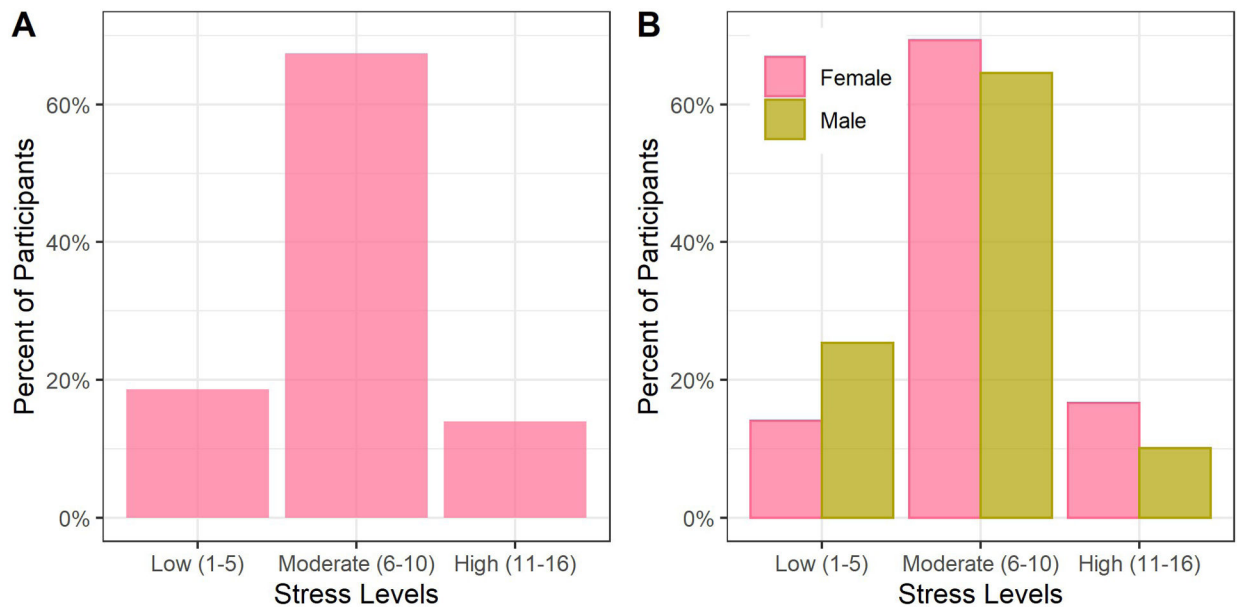 A
Percent of Participants
60%
40%
20%
0%
Low (1-5)
Moderate (6-10)
High (11-16)
Stress Levels
B
Percent of Participants
60%
40%
20%
0%
Female
Male
Low (1-5)
Moderate (6-10)
High (11-16)
Stress Levels